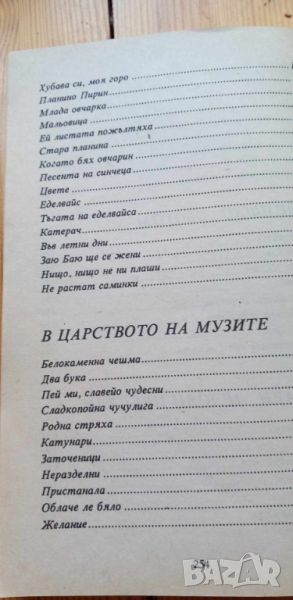 Хубава си, моя горо
Планино Пирин
Млада овчарка
Мальовица
Ей листата пожълтяха
Стара планина
Когато бях овчарин
Песента на синчеца
Цвете
Еделвайс
Тъгата на еделвайса
Катерач
Във летни дни
Заю Баю ще се жени
Нищо, нищо не ни плаши
Не растат саминки
В ЦАРСТВОТО НА МУЗИТЕ
Белокаменна чешма
Два бука
Пей ми, славейо чудесни
Сладкопойна чучулига
Родна стряха
Катунари
Заточеници
Неразделни
Пристанала
Облаче ле бяло
Желание
254
BAZAR